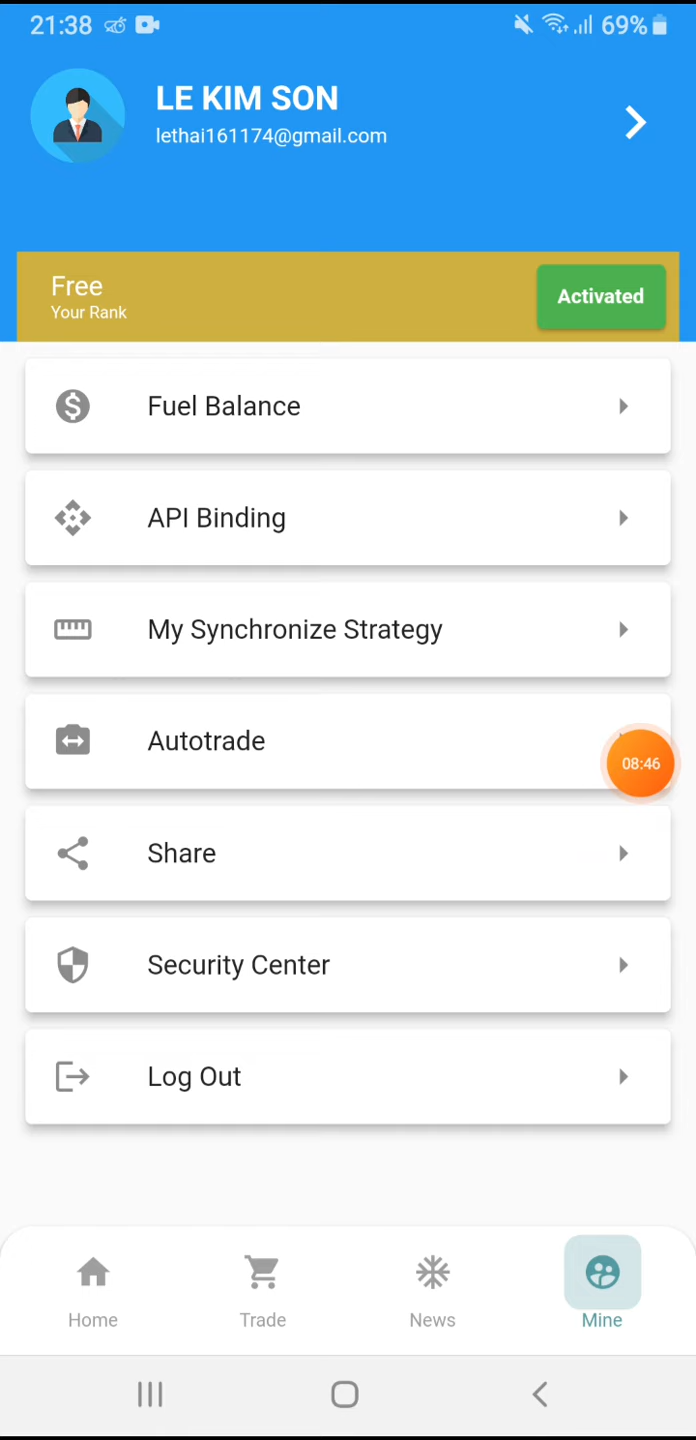 21:38
69%
LE KIM SON
lethai161174@gmail.com
Free
Your Rank
Activated
Fuel Balance
API Binding
My Synchronize Strategy
Autotrade
08:46
Share
Security Center
Log Out
Home
Trade
News
Mine